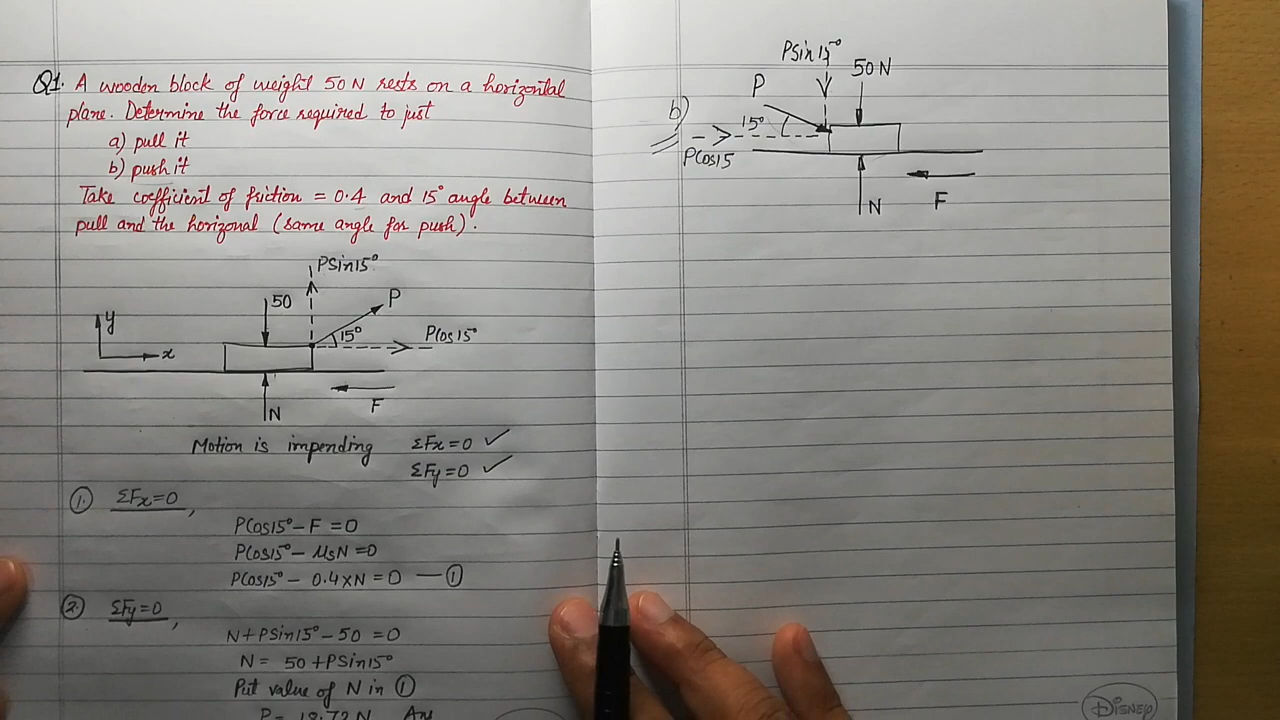 Q1. A wooden block of weight 50 N rests on a horizontal
plane. Determine the force required to just
a) pull it
b) push it
Take coefficient of friction = 0.4 and 15° angle between
pull and the horizonal (same angle for push).
PSin15°
50
P
15°
PCos15°
y
x
N
F
Motion is impending ΣFx=0 ✓
ΣFy=0 ✓
① ΣFx=0,
PCos15° - F = 0
PCos15° - μsN = 0
PCos15° - 0.4×N = 0 — ①
② ΣFy=0,
N+PSin15° - 50 = 0
N = 50 + PSin15°
Put value of N in ①
P = 18.72 N Ans
b)
PSin15°
50 N
P
15°
PCos15
N
F
DISNEY